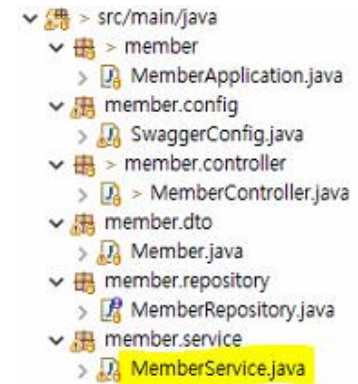 > src/main/java
> member
> MemberApplication.java
member.config
> SwaggerConfig.java
> member.controller
> > MemberController.java
member.dto
> Member.java
member.repository
> MemberRepository.java
member.service
> MemberService.java